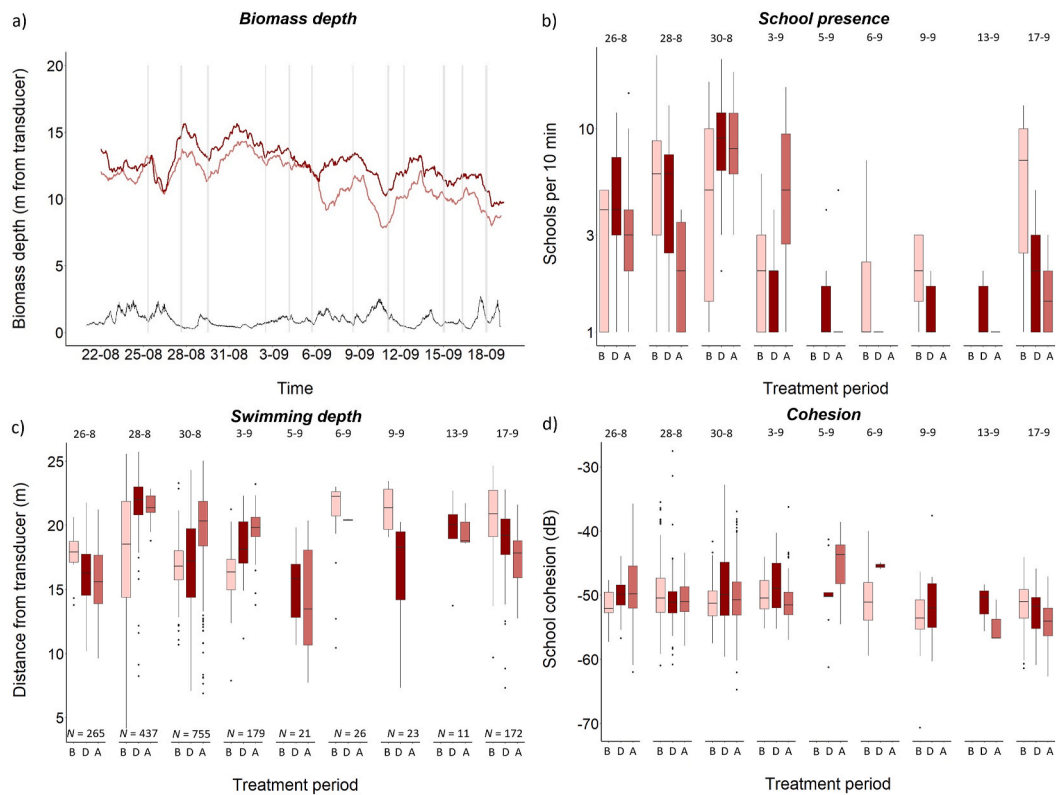 a)
Biomass depth
Biomass depth (m from transducer)
20
15
10
5
0
22-08 25-08 28-08 31-08 3-09 6-09 9-09 12-09 15-09 18-09
Time
b)
School presence
26-8 28-8 30-8 3-9 5-9 6-9 9-9 13-9 17-9
Schools per 10 min
10
3
1
B D A B D A B D A B D A B D A B D A B D A B D A B D A
Treatment period
c)
Swimming depth
26-8 28-8 30-8 3-9 5-9 6-9 9-9 13-9 17-9
Distance from transducer (m)
25
20
15
10
5
N = 265 N = 437 N = 755 N = 179 N = 21 N = 26 N = 23 N = 11 N = 172
B D A B D A B D A B D A B D A B D A B D A B D A B D A
Treatment period
d)
Cohesion
26-8 28-8 30-8 3-9 5-9 6-9 9-9 13-9 17-9
School cohesion (dB)
-30
-40
-50
-60
-70
B D A B D A B D A B D A B D A B D A B D A B D A B D A
Treatment period